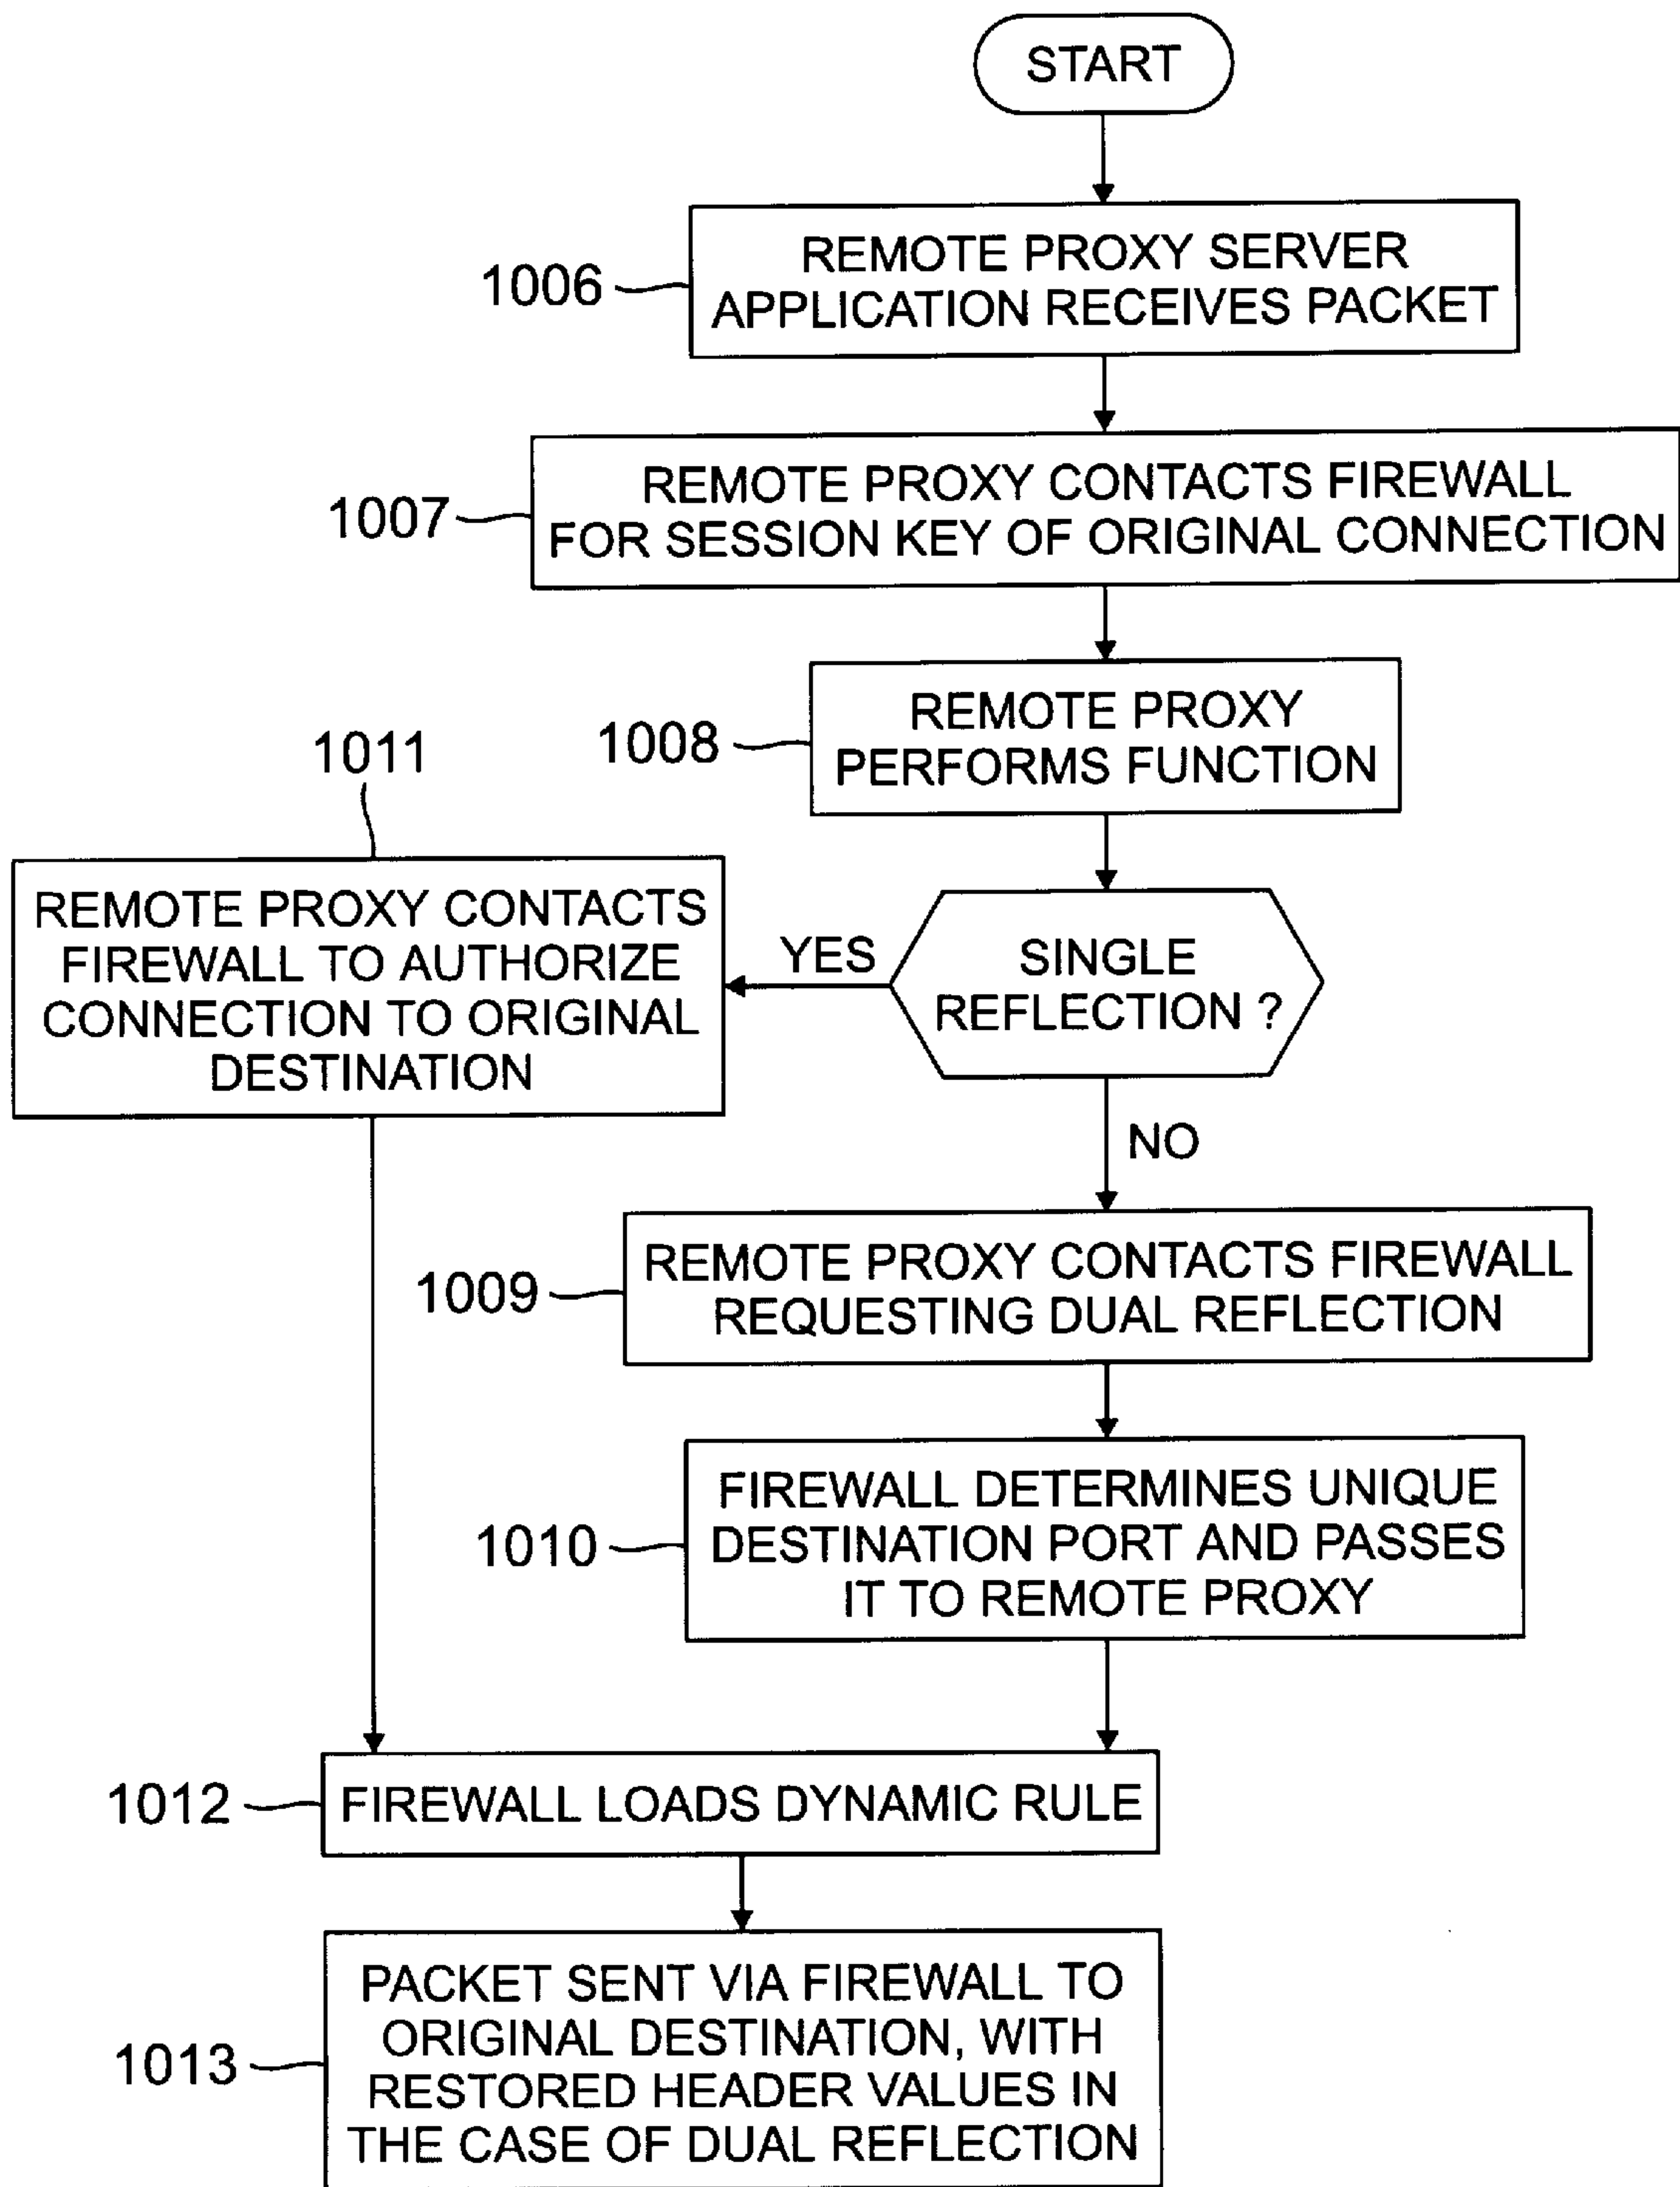 START
1006
REMOTE PROXY SERVER
APPLICATION RECEIVES PACKET
1007
REMOTE PROXY CONTACTS FIREWALL
FOR SESSION KEY OF ORIGINAL CONNECTION
1008
REMOTE PROXY
PERFORMS FUNCTION
SINGLE
REFLECTION ?
YES
1011
REMOTE PROXY CONTACTS
FIREWALL TO AUTHORIZE
CONNECTION TO ORIGINAL
DESTINATION
NO
1009
REMOTE PROXY CONTACTS FIREWALL
REQUESTING DUAL REFLECTION
1010
FIREWALL DETERMINES UNIQUE
DESTINATION PORT AND PASSES
IT TO REMOTE PROXY
1012
FIREWALL LOADS DYNAMIC RULE
1013
PACKET SENT VIA FIREWALL TO
ORIGINAL DESTINATION, WITH
RESTORED HEADER VALUES IN
THE CASE OF DUAL REFLECTION